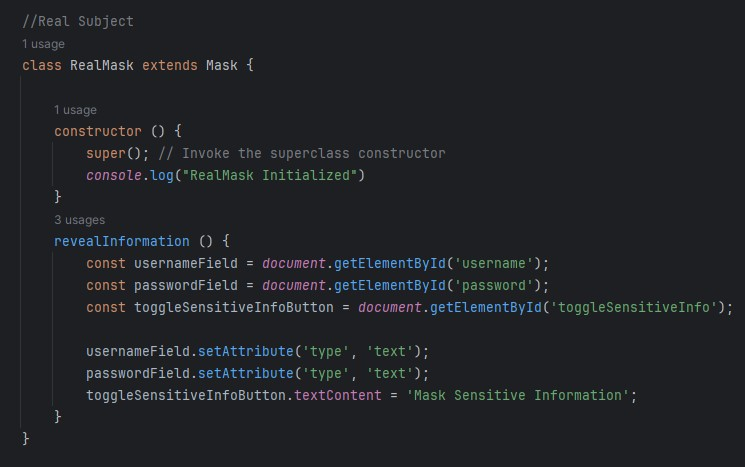 //Real Subject
1 usage
class RealMask extends Mask {
1 usage
constructor () {
super(); // Invoke the superclass constructor
console.log("RealMask Initialized")
}
3 usages
revealInformation () {
const usernameField = document.getElementById('username');
const passwordField = document.getElementById('password');
const toggleSensitiveInfoButton = document.getElementById('toggleSensitiveInfo');
usernameField.setAttribute('type', 'text');
passwordField.setAttribute('type', 'text');
toggleSensitiveInfoButton.textContent = 'Mask Sensitive Information';
}
}